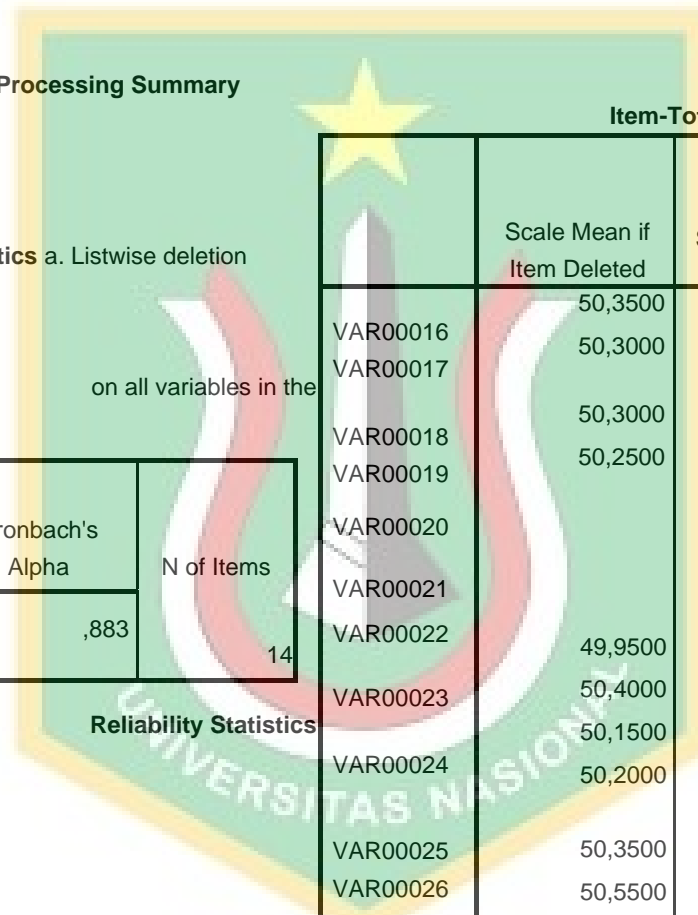 Processing Summary
Item-To
tics a. Listwise deletion
Scale Mean if
Item Deleted
on all variables in the
ronbach's
Alpha
N of Items
,883
14
Reliability Statistics
VAR00016
VAR00017
VAR00018
VAR00019
VAR00020
VAR00021
VAR00022
VAR00023
VAR00024
VAR00025
VAR00026
50,3500
50,3000
50,3000
50,2500
49,9500
50,4000
50,1500
50,2000
50,3500
50,5500
UNIVERSITAS NASIONAL